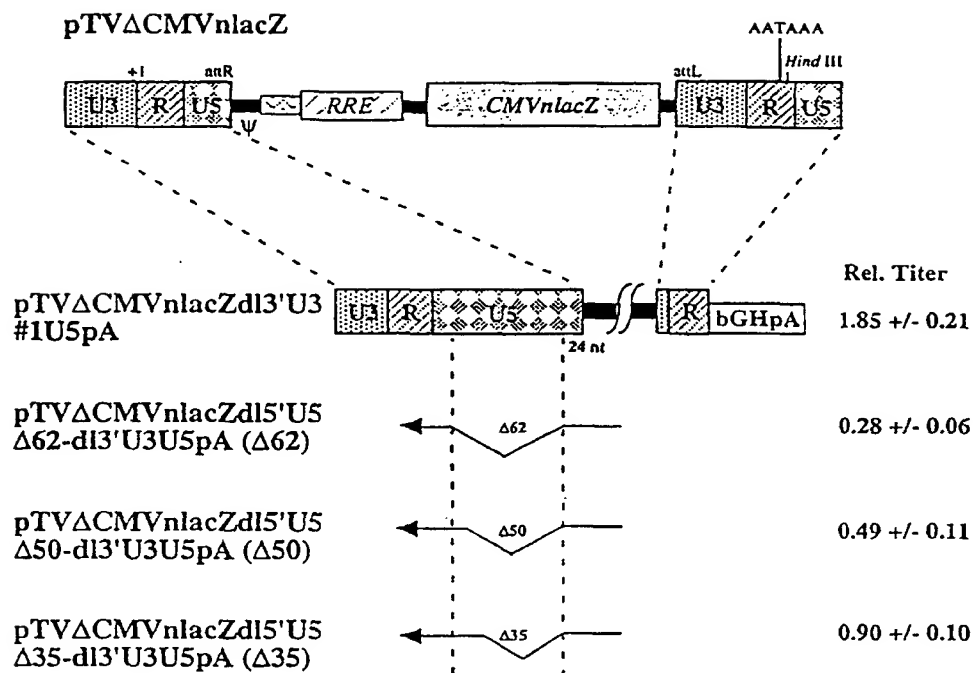 pTVΔCMVnlacZ
AATAAA
+1
attR
attL
Hind III
U3 R U5
Ψ
RRE
CMVnlacZ
U3 R U5
Rel. Titer
pTVΔCMVnlacZdl3'U3
#1U5pA
U3 R U5
24 nt
R bGHpA
1.85 +/- 0.21
pTVΔCMVnlacZdl5'U5
Δ62-dl3'U3U5pA (Δ62)
Δ62
0.28 +/- 0.06
pTVΔCMVnlacZdl5'U5
Δ50-dl3'U3U5pA (Δ50)
Δ50
0.49 +/- 0.11
pTVΔCMVnlacZdl5'U5
Δ35-dl3'U3U5pA (Δ35)
Δ35
0.90 +/- 0.10